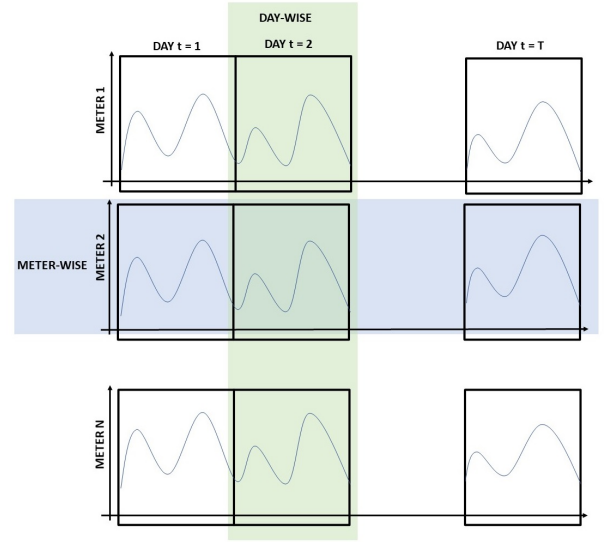 DAY-WISE
DAY t = 1
DAY t = 2
DAY t = T
METER 1
METER-WISE
METER 2
METER N